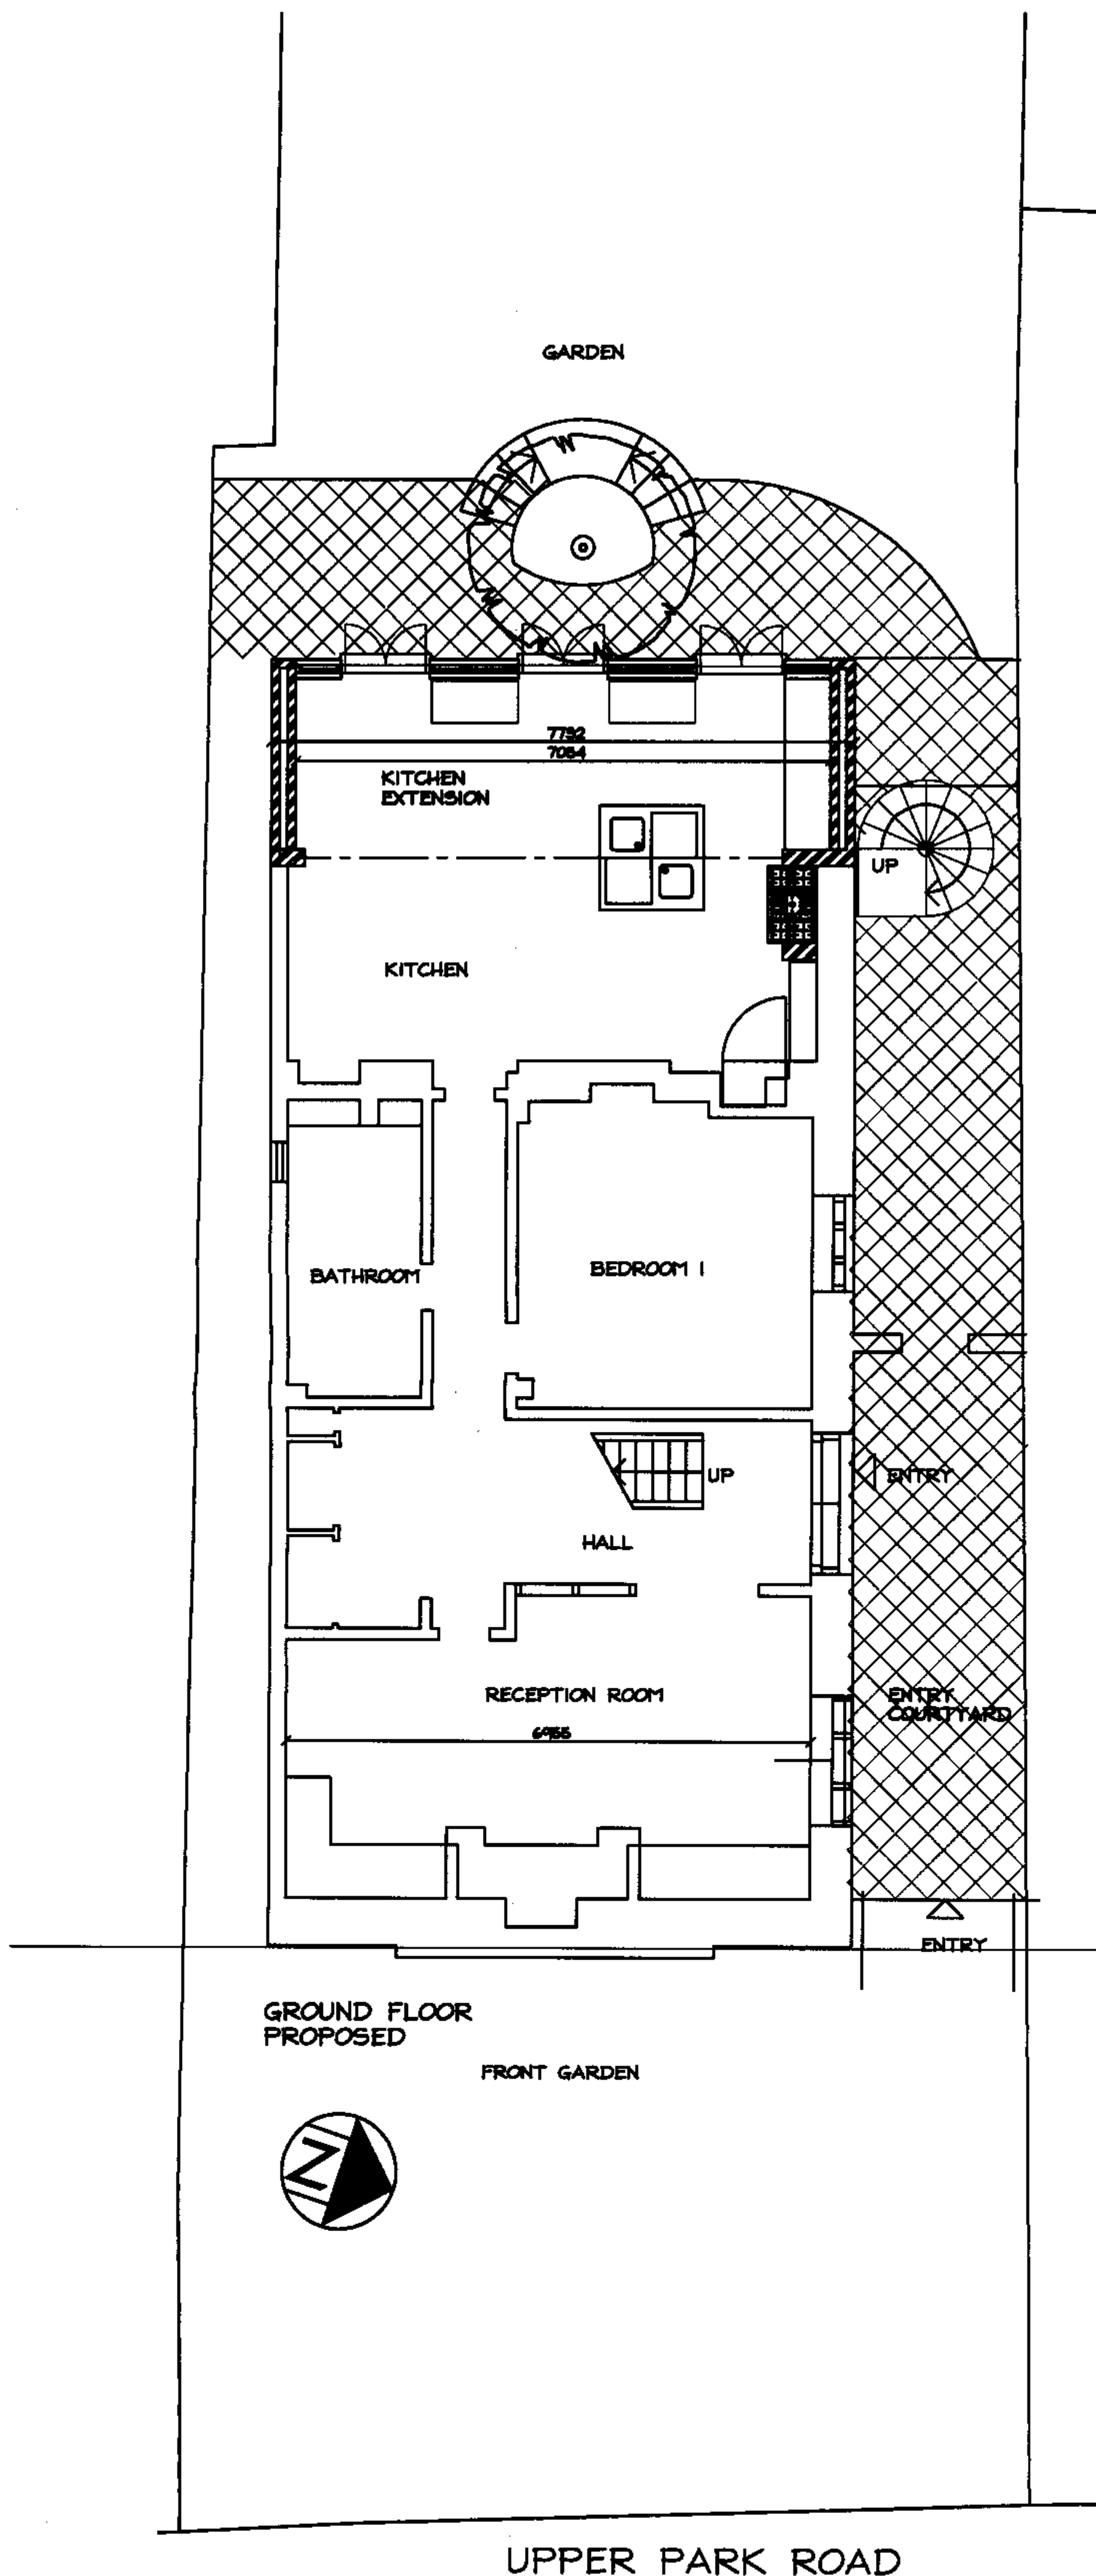 GARDEN
7792
7084
KITCHEN
EXTENSION
UP
KITCHEN
BATHROOM
BEDROOM 1
UP
ENTRY
HALL
RECEPTION ROOM
ENTRY
COURTYARD
6955
ENTRY
GROUND FLOOR
PROPOSED
FRONT GARDEN
N
UPPER PARK ROAD